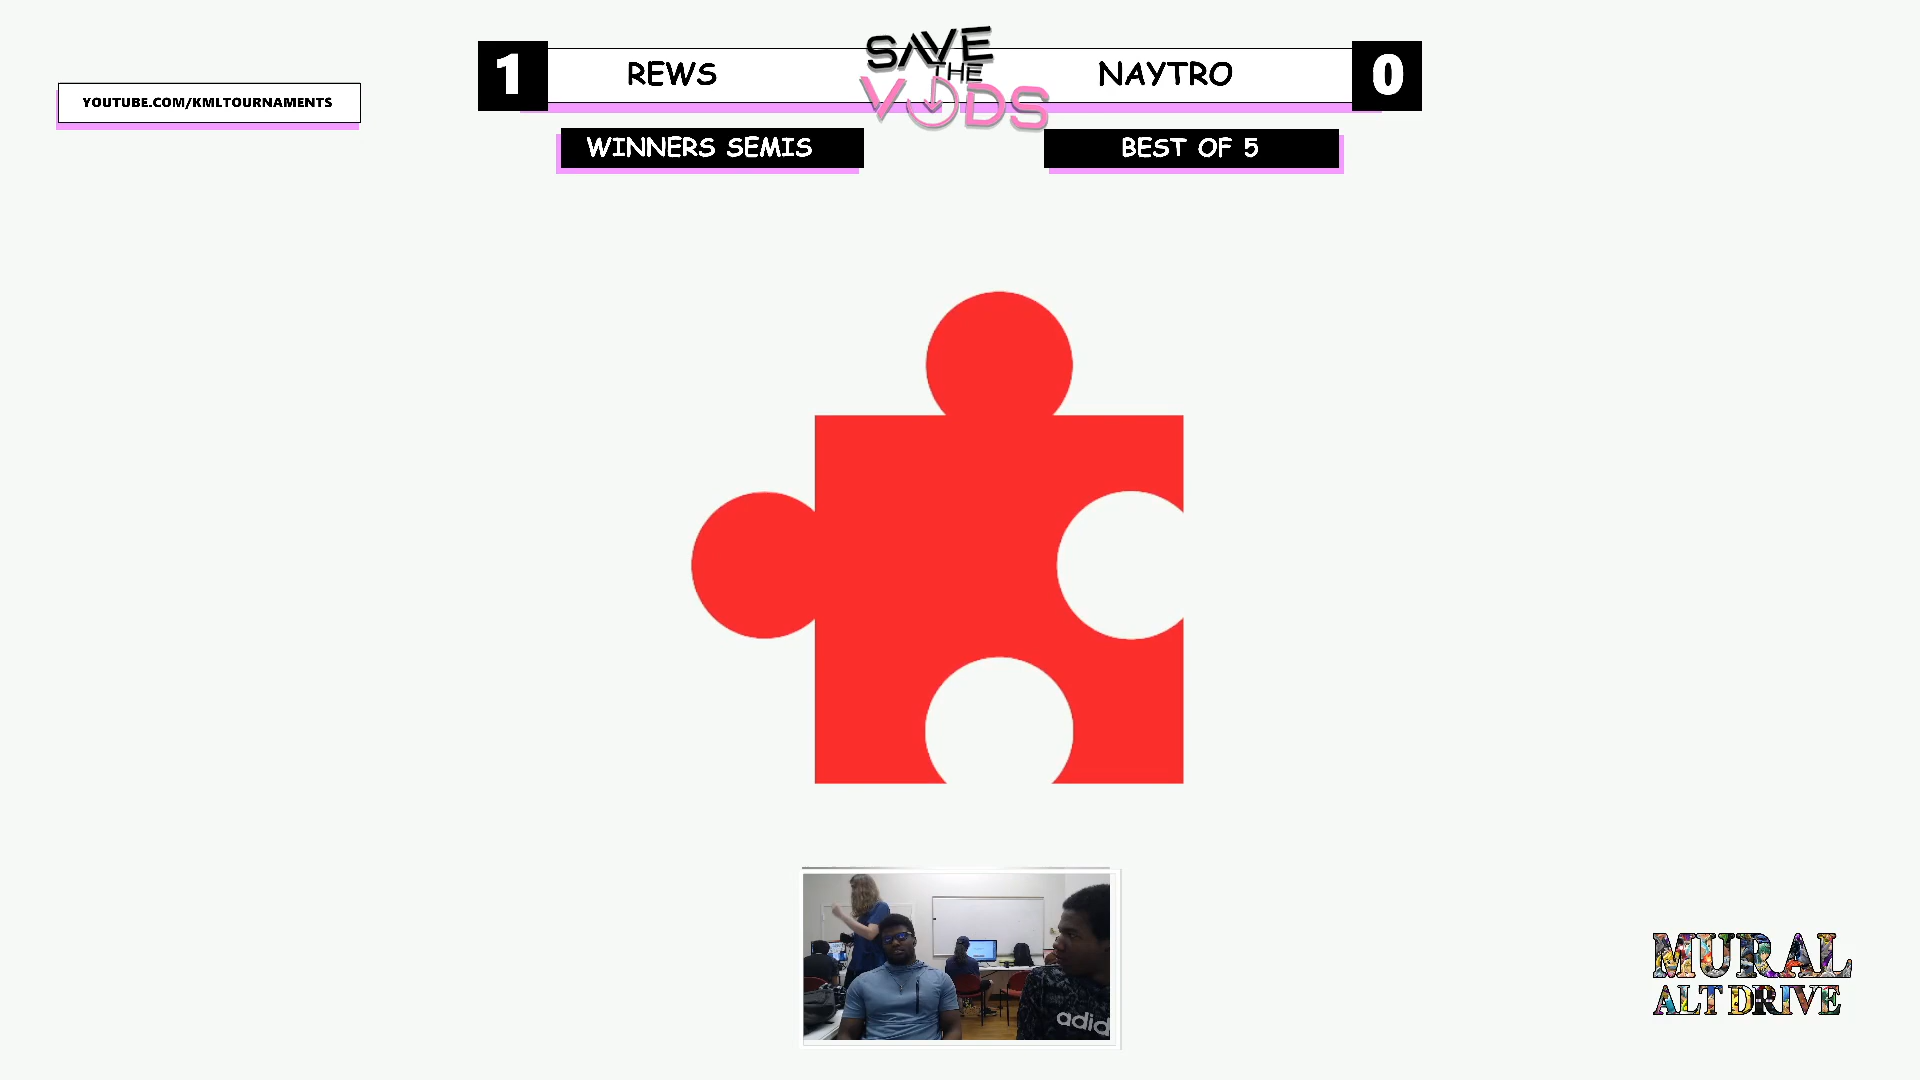 YOUTUBE.COM/KMLTOURNAMENTS
1
REWS
SAVE
THE
VODS
NAYTRO
0
WINNERS SEMIS
BEST OF 5
adid
MURAL
ALT DRIVE